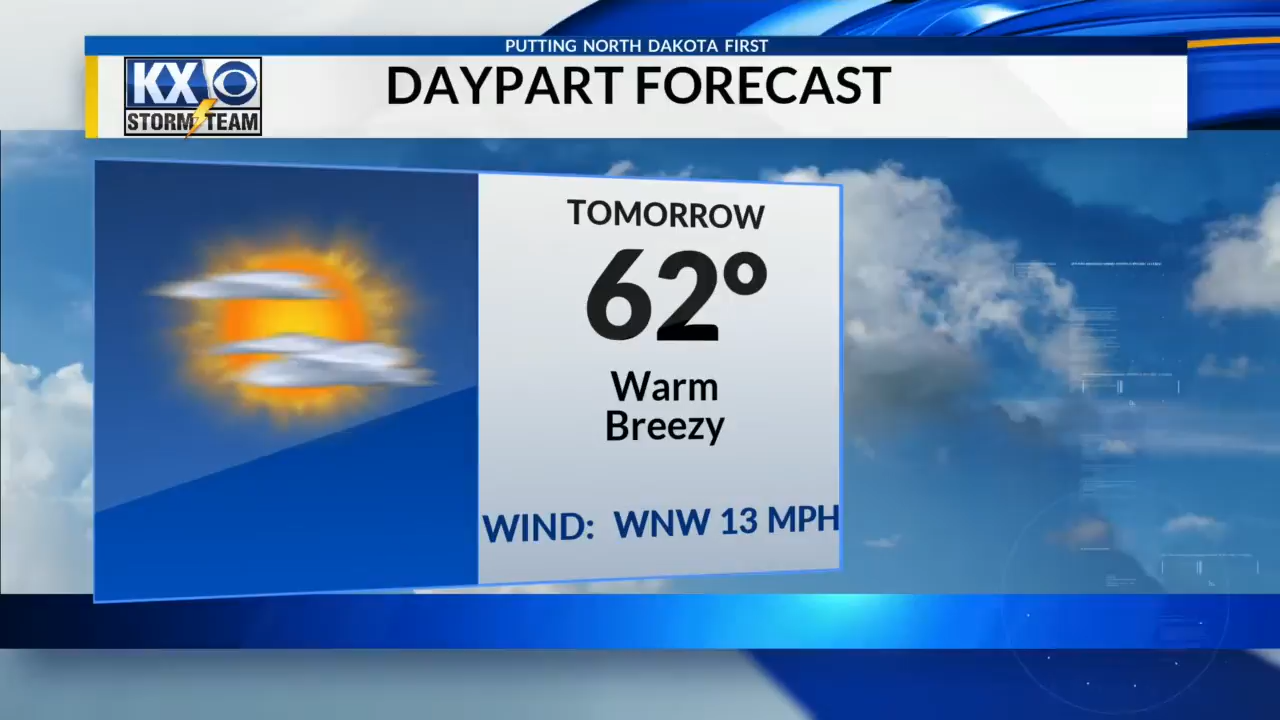 PUTTING NORTH DAKOTA FIRST
KX
STORM TEAM
DAYPART FORECAST
TOMORROW
62°
Warm
Breezy
WIND: WNW 13 MPH